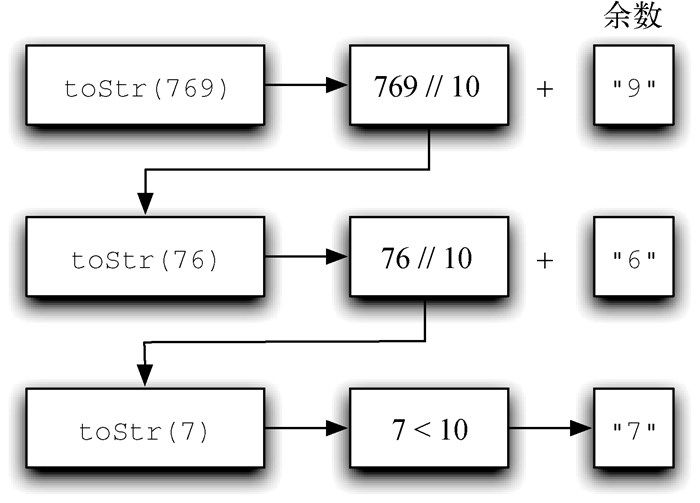 余数
toStr(769) 769 // 10 + "9"
toStr(76) 76 // 10 + "6"
toStr(7) 7 < 10 "7"